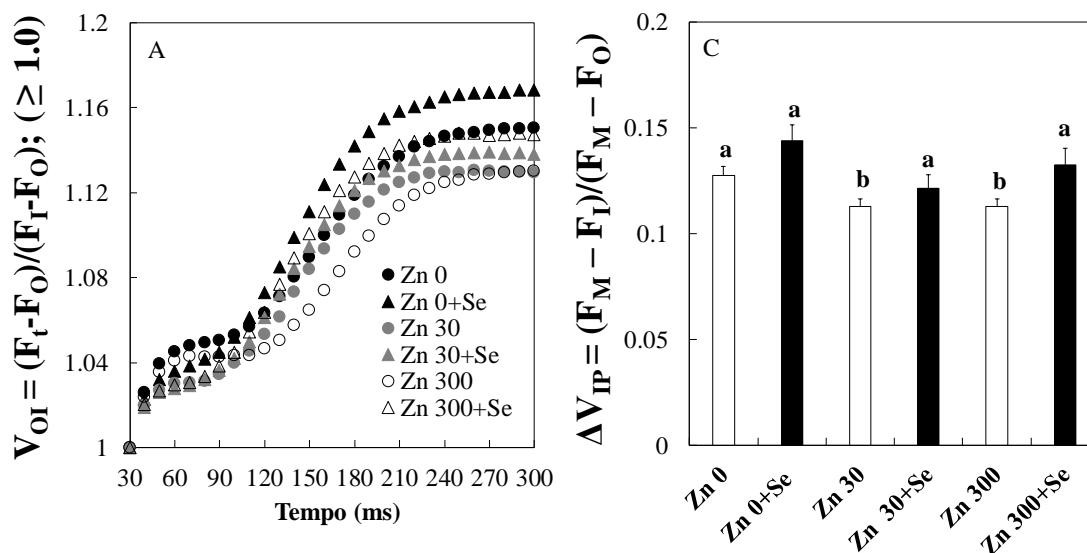 V_OI = (F_t-F_O)/(F_I-F_O); (≥ 1.0)
1.2
1.16
1.12
1.08
1.04
1
A
Zn 0
Zn 0+Se
Zn 30
Zn 30+Se
Zn 300
Zn 300+Se
30 60 90 120 150 180 210 240 270 300
Tempo (ms)
ΔV_IP= (F_M − F_I)/(F_M − F_O)
0.2
0.15
0.1
0.05
0
C
a a b a b a
Zn 0
Zn 0+Se
Zn 30
Zn 30+Se
Zn 300
Zn 300+Se